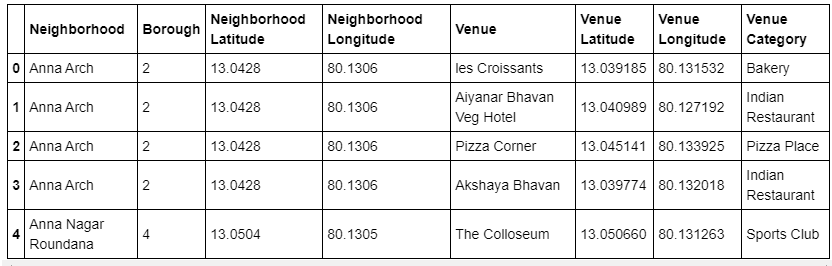 Neighborhood Borough Neighborhood Latitude Neighborhood Longitude Venue Venue Latitude Venue Longitude Venue Category
0 Anna Arch 2 13.0428 80.1306 les Croissants 13.039185 80.131532 Bakery
1 Anna Arch 2 13.0428 80.1306 Aiyanar Bhavan Veg Hotel 13.040989 80.127192 Indian Restaurant
2 Anna Arch 2 13.0428 80.1306 Pizza Corner 13.045141 80.133925 Pizza Place
3 Anna Arch 2 13.0428 80.1306 Akshaya Bhavan 13.039774 80.132018 Indian Restaurant
4 Anna Nagar Roundana 4 13.0504 80.1305 The Colloseum 13.050660 80.131263 Sports Club